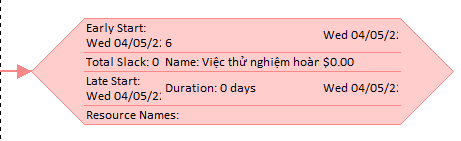 Early Start:
Wed 04/05/2 6 Wed 04/05/2
Total Slack: 0 Name: Việc thử nghiệm hoàn $0.00
Late Start:
Wed 04/05/2 Duration: 0 days Wed 04/05/2
Resource Names: